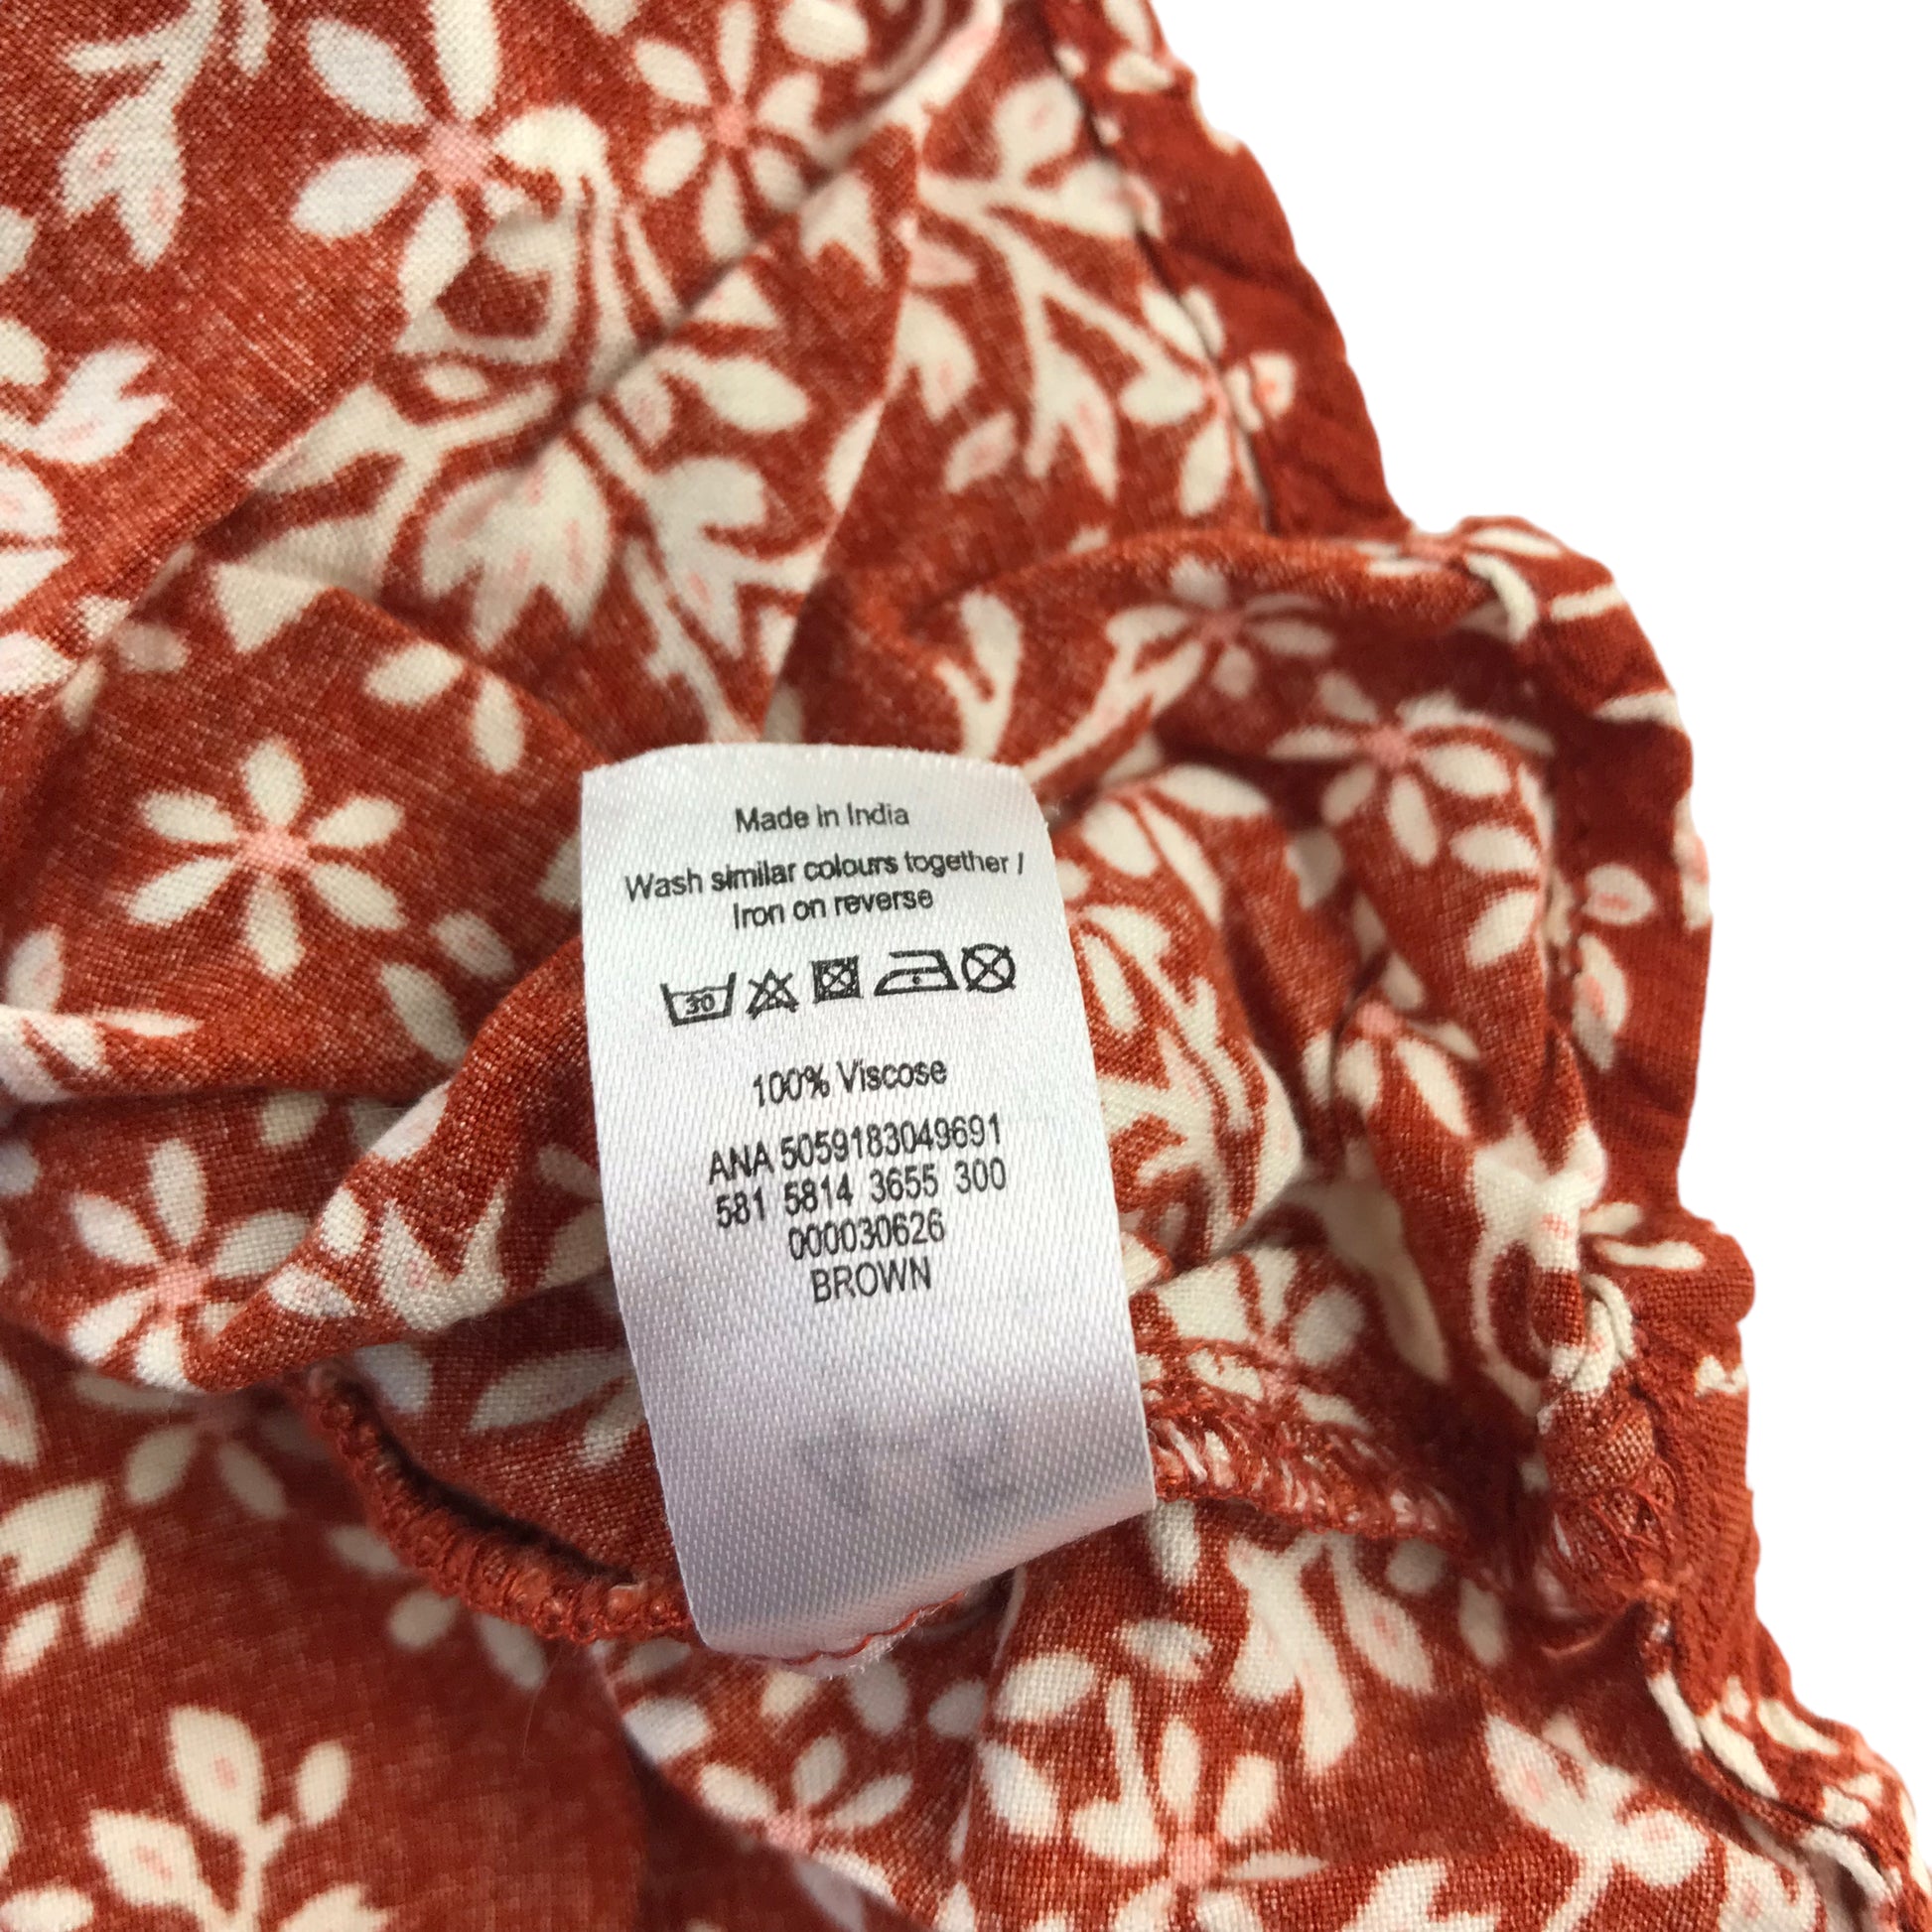 Made in India
Wash similar colours together /
Iron on reverse
30
100% Viscose
ANA 5059183049691
581 5814 3655 300
000030626
BROWN